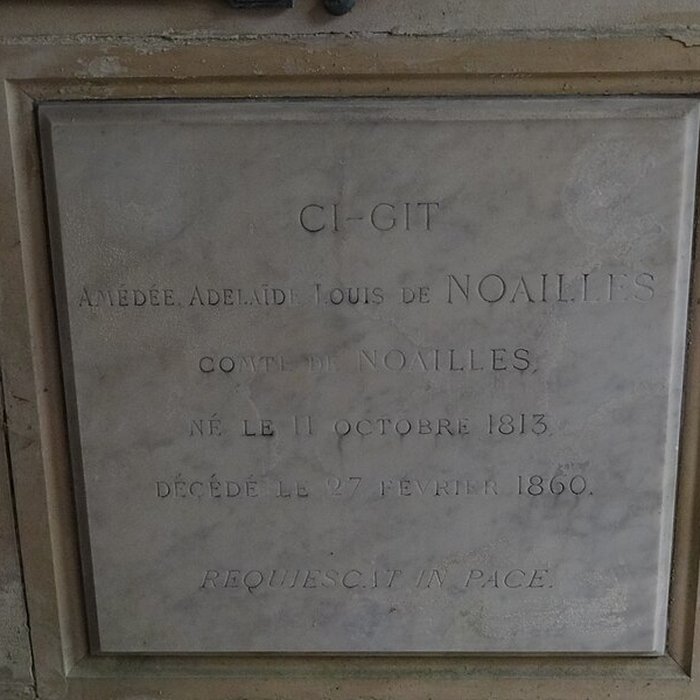 CI-GIT
AMÉDÉE, ADELAÏDE LOUIS DE NOAILLES
COMTE DE NOAILLES,
NÉ LE 11 OCTOBRE 1813,
DÉCÉDÉ LE 27 FÉVRIER 1860.
REQUIESCAT IN PACE.